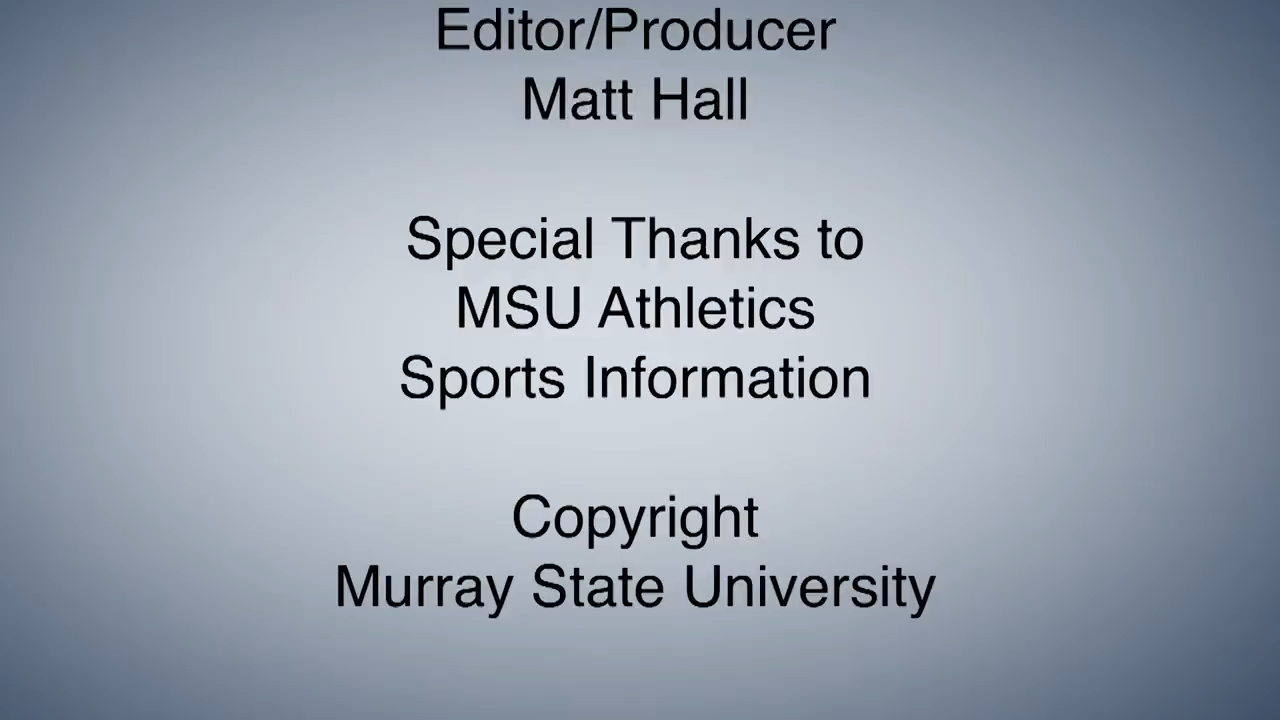 Editor/Producer
Matt Hall
Special Thanks to
MSU Athletics
Sports Information
Copyright
Murray State University